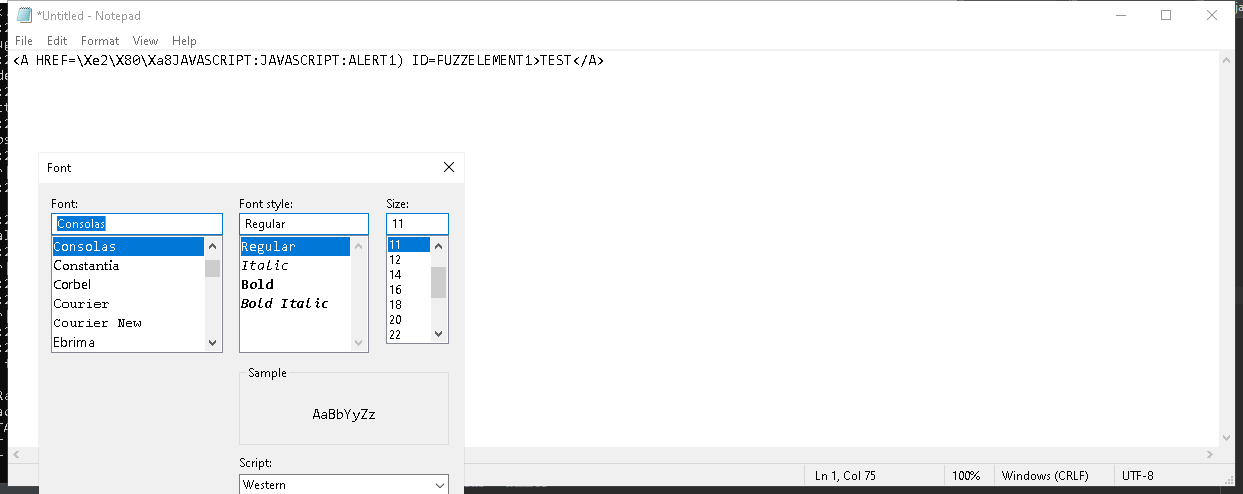 *Untitled - Notepad
File Edit Format View Help
<A HREF=\Xe2\X80\Xa8JAVASCRIPT:JAVASCRIPT:ALERT1) ID=FUZZELEMENT1>TEST</A>
Font
Font: Font style: Size:
Consolas Regular 11
Consolas Regular 11
Constantia Italic 12
Corbel Bold 14
Courier Bold Italic 16
Courier New 18
Ebrima 20
22
Sample
AaBbYyZz
Script:
Western
Ln 1, Col 75 100% Windows (CRLF) UTF-8